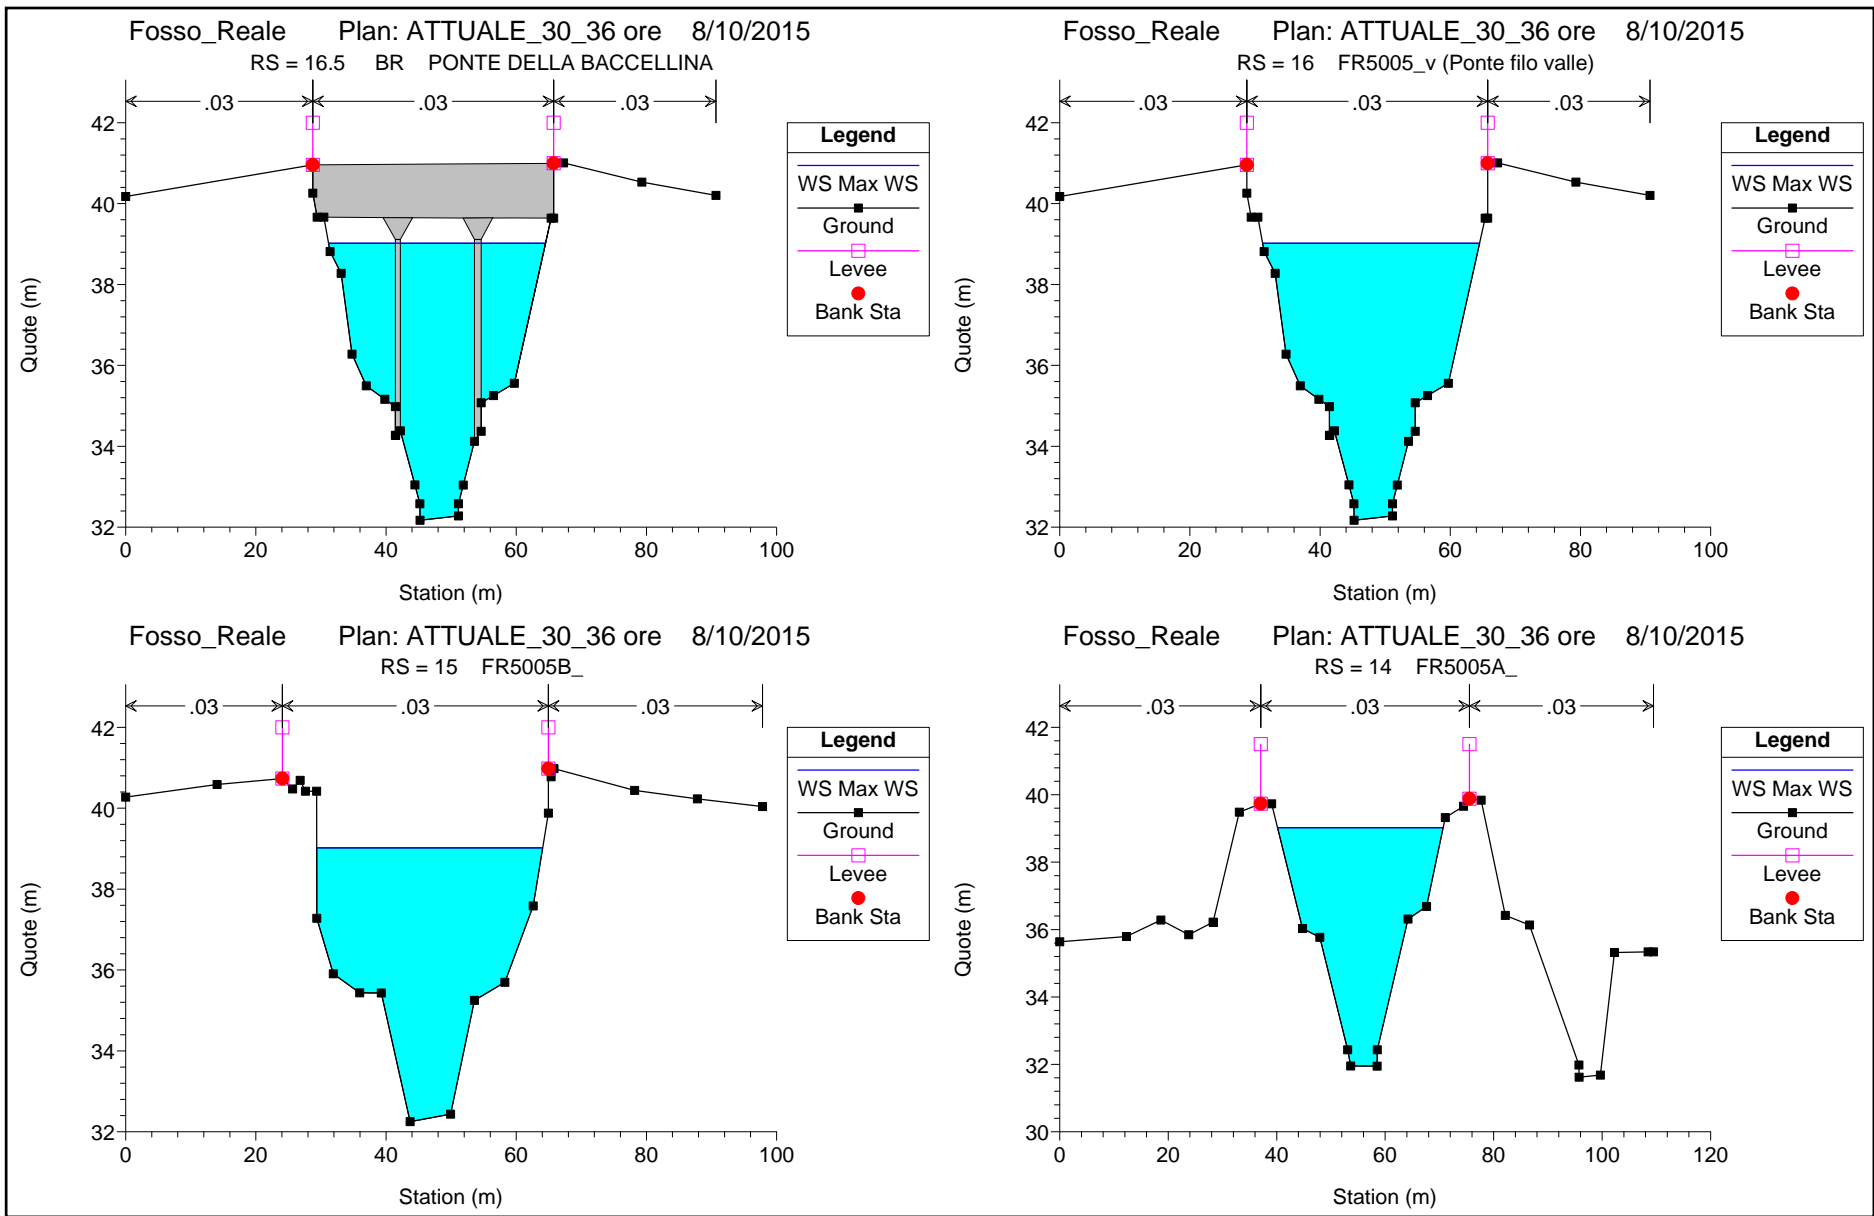 Fosso_Reale Plan: ATTUALE_30_36 ore 8/10/2015
RS = 16.5 BR PONTE DELLA BACCELLINA
.03 .03 .03
42
40
38
36
34
32
0 20 40 60 80 100
Quote (m)
Station (m)
Legend
WS Max WS
Ground
Levee
Bank Sta
Fosso_Reale Plan: ATTUALE_30_36 ore 8/10/2015
RS = 16 FR5005_v (Ponte filo valle)
.03 .03 .03
42
40
38
36
34
32
0 20 40 60 80 100
Quote (m)
Station (m)
Legend
WS Max WS
Ground
Levee
Bank Sta
Fosso_Reale Plan: ATTUALE_30_36 ore 8/10/2015
RS = 15 FR5005B_
.03 .03 .03
42
40
38
36
34
32
0 20 40 60 80 100
Quote (m)
Station (m)
Legend
WS Max WS
Ground
Levee
Bank Sta
Fosso_Reale Plan: ATTUALE_30_36 ore 8/10/2015
RS = 14 FR5005A_
.03 .03 .03
42
40
38
36
34
32
30
0 20 40 60 80 100 120
Quote (m)
Station (m)
Legend
WS Max WS
Ground
Levee
Bank Sta